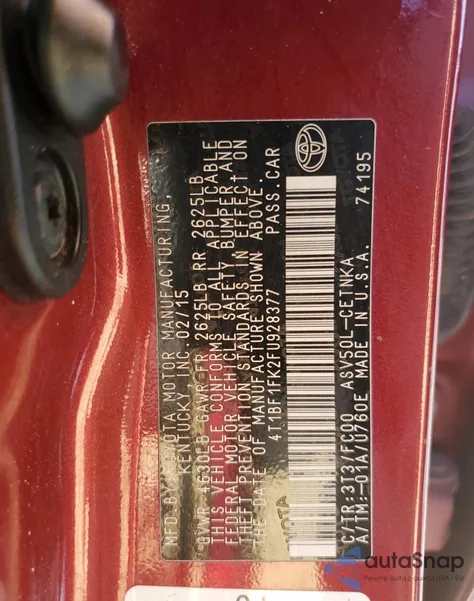 MFD.BY:TOYOTA MOTOR MANUFACTURING,
KENTUCKY, INC. 02/15
GVWR 4630LB GAWR FR 2625LB RR 2625LB
THIS VEHICLE CONFORMS TO ALL APPLICABLE
FEDERAL MOTOR VEHICLE SAFETY, BUMPER AND
THEFT PREVENTION STANDARDS IN EFFECT ON
THE DATE OF MANUFACTURE SHOWN ABOVE.
4T1BF1FK2FU928377 PASS.CAR
C/TR:3T3/FC00 ASV50L-CETNKA
A/TM:-01A/U760E MADE IN U.S.A. 74195
TOYOTA
autoSnap